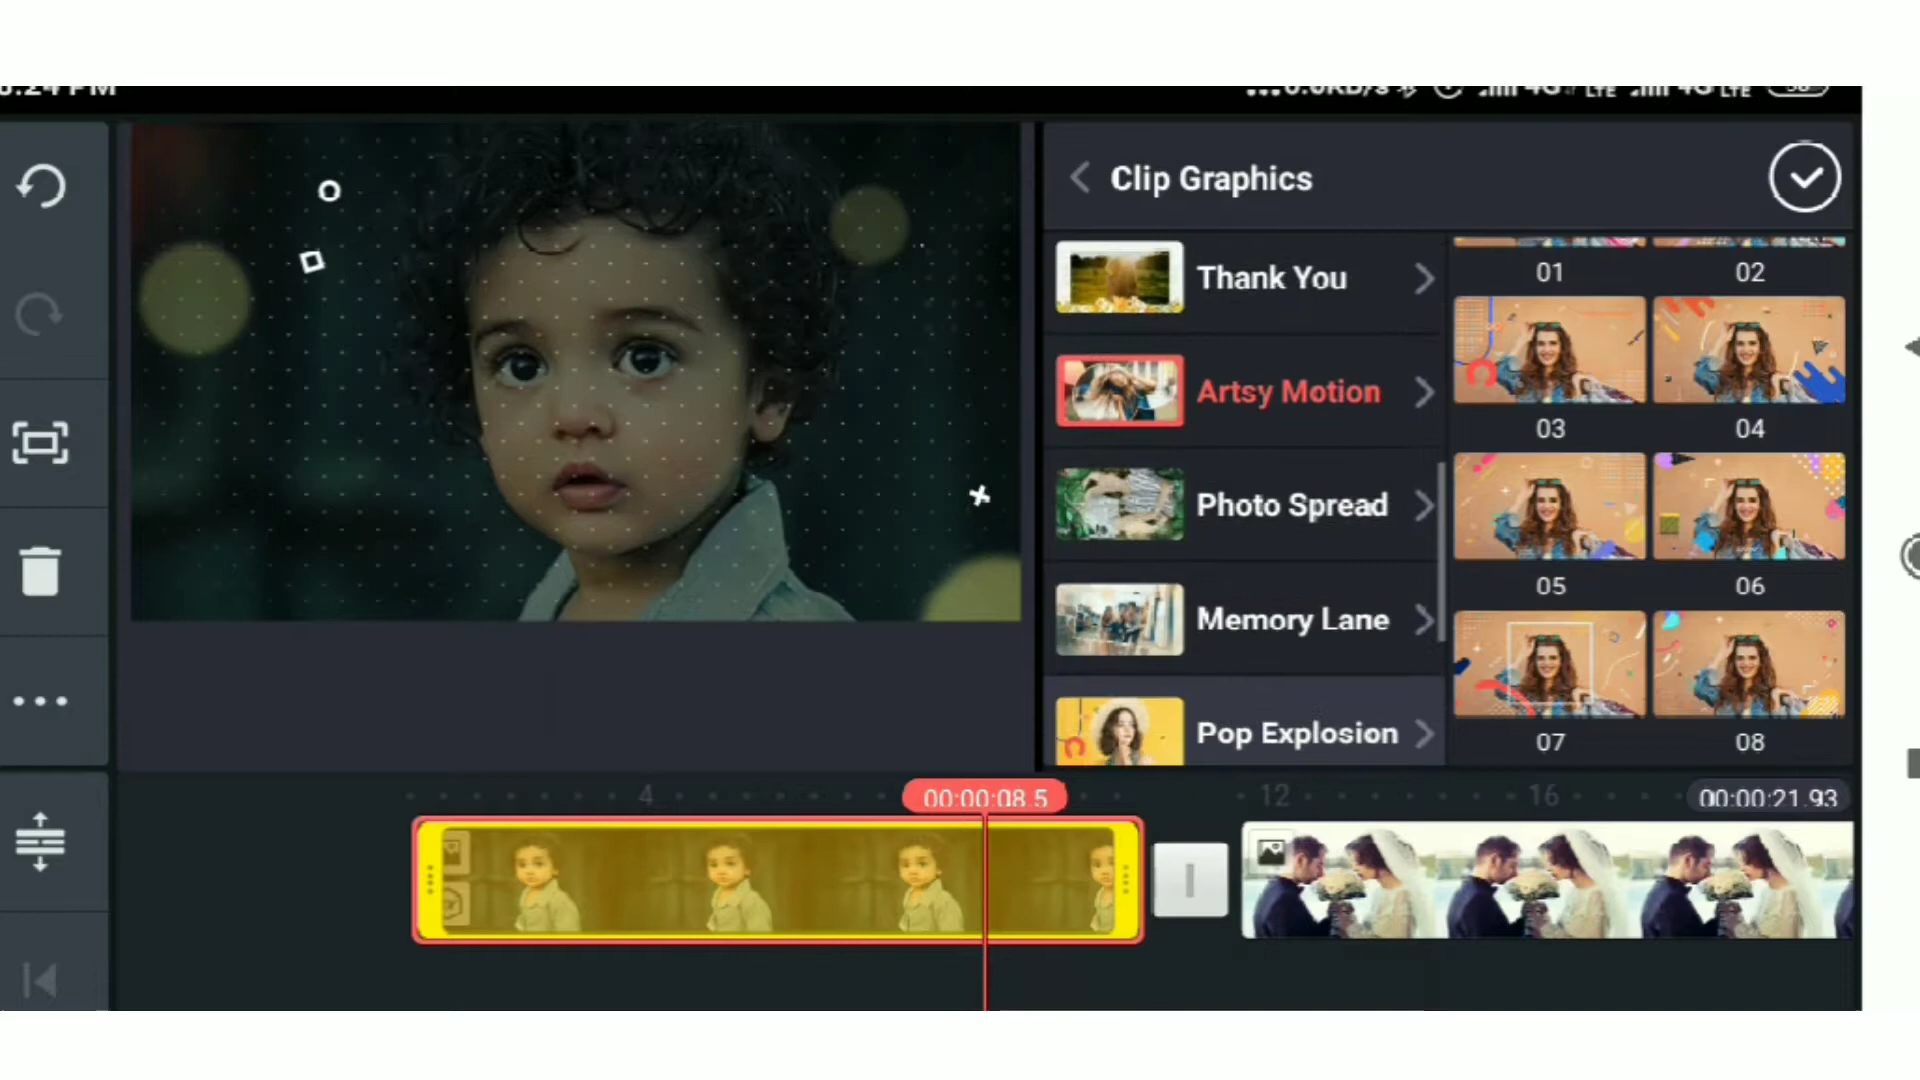 Clip Graphics
Thank You
Artsy Motion
Photo Spread
Memory Lane
Pop Explosion
01
02
03
04
05
06
07
08
4
00:00:08.5
12
16
00:00:21.93